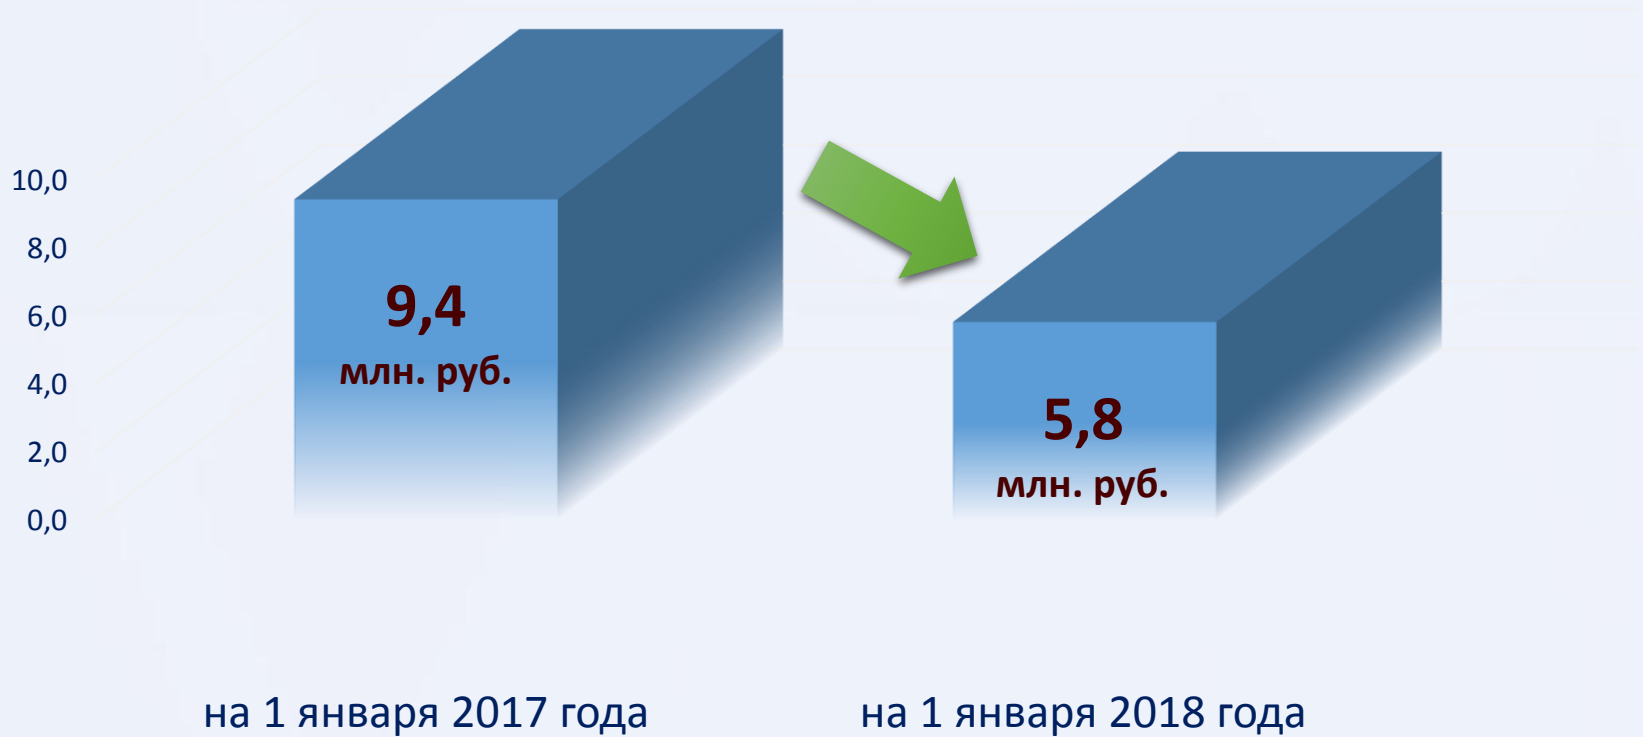 10,0
8,0
6,0
4,0
2,0
0,0
9,4
млн. руб.
5,8
млн. руб.
на 1 января 2017 года
на 1 января 2018 года